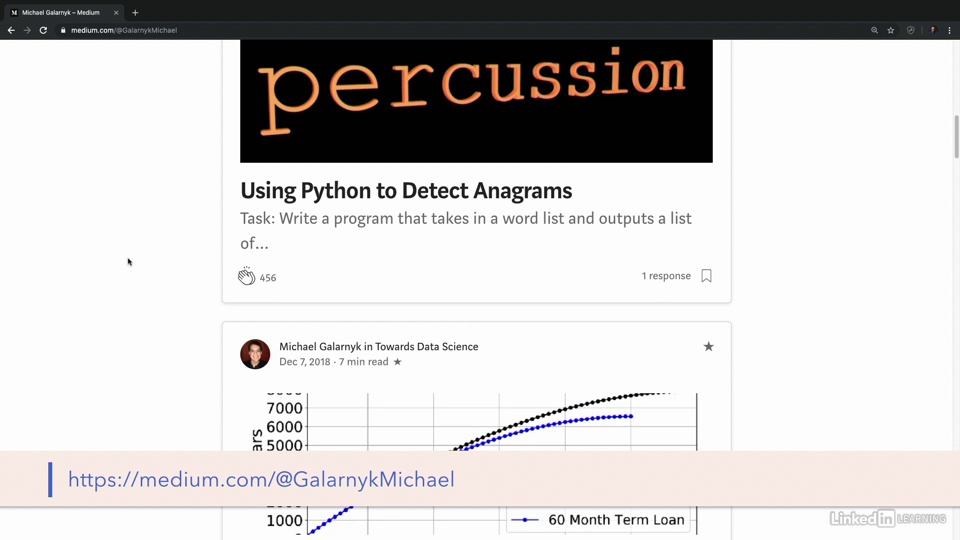 Michael Galarnyk – Medium
medium.com/@GalarnykMichael
percussion
Using Python to Detect Anagrams
Task: Write a program that takes in a word list and outputs a list
of...
456
1 response
Michael Galarnyk in Towards Data Science
Dec 7, 2018 · 7 min read
7000
6000
5000
https://medium.com/@GalarnykMichael
1000
60 Month Term Loan
LinkedIn LEARNING